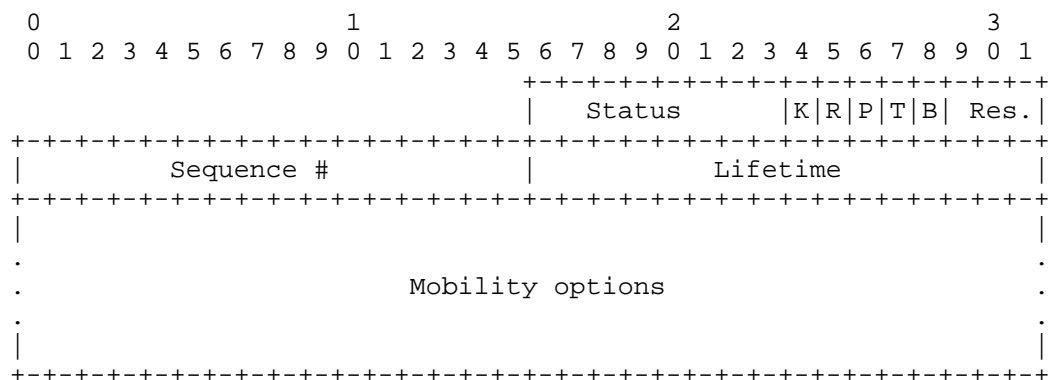 0                   1                   2                   3
 0 1 2 3 4 5 6 7 8 9 0 1 2 3 4 5 6 7 8 9 0 1 2 3 4 5 6 7 8 9 0 1
                                +-+-+-+-+-+-+-+-+-+-+-+-+-+-+-+-+
                                |   Status      |K|R|P|T|B| Res.|
+-+-+-+-+-+-+-+-+-+-+-+-+-+-+-+-+-+-+-+-+-+-+-+-+-+-+-+-+-+-+-+-+
|         Sequence #            |           Lifetime            |
+-+-+-+-+-+-+-+-+-+-+-+-+-+-+-+-+-+-+-+-+-+-+-+-+-+-+-+-+-+-+-+-+
|                                                               |
.                                                               .
.                        Mobility options                       .
.                                                               .
|                                                               |
+-+-+-+-+-+-+-+-+-+-+-+-+-+-+-+-+-+-+-+-+-+-+-+-+-+-+-+-+-+-+-+-+